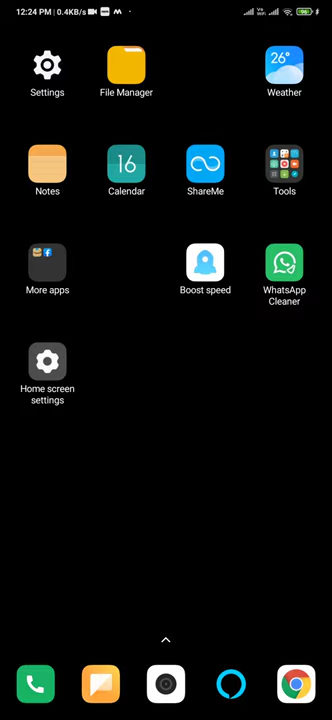 12:24 PM | 0.4KB/s
Settings
File Manager
26°
Weather
Notes
16
Calendar
ShareMe
Tools
More apps
Boost speed
WhatsApp
Cleaner
Home screen
settings